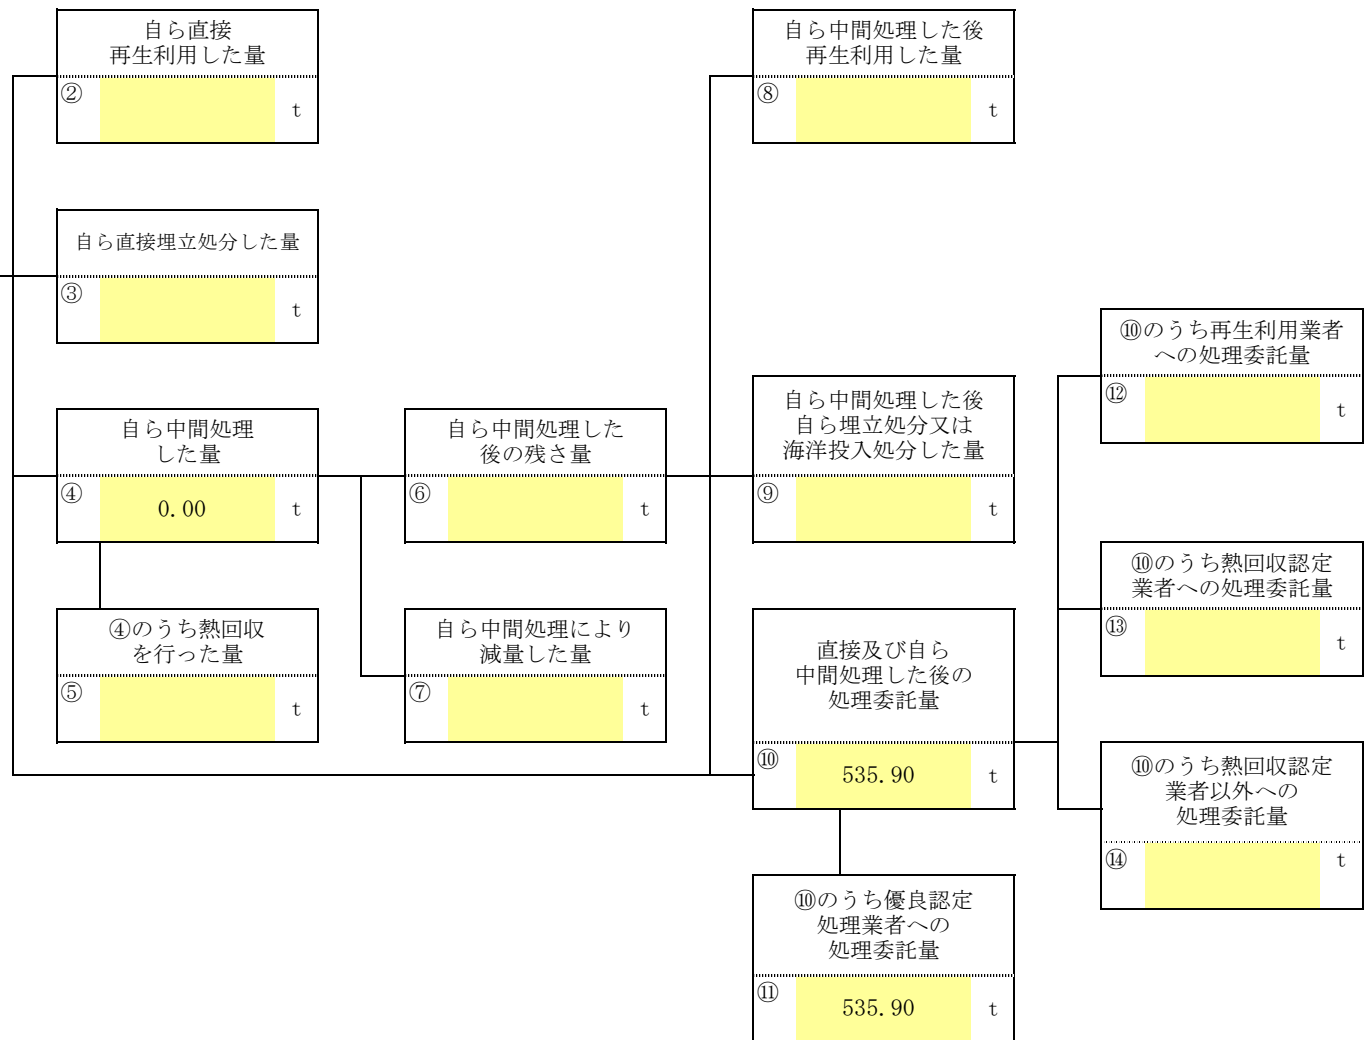 自ら直接
再生利用した量
② t
自ら中間処理した後
再生利用した量
⑧ t
自ら直接埋立処分した量
③ t
⑩のうち再生利用業者
への処理委託量
⑫ t
自ら中間処理
した量
④ 0.00 t
自ら中間処理した
後の残さ量
⑥ t
自ら中間処理した後
自ら埋立処分又は
海洋投入処分した量
⑨ t
⑩のうち熱回収認定
業者への処理委託量
⑬ t
④のうち熱回収
を行った量
⑤ t
自ら中間処理により
減量した量
⑦ t
直接及び自ら
中間処理した後の
処理委託量
⑩ 535.90 t
⑩のうち熱回収認定
業者以外への
処理委託量
⑭ t
⑩のうち優良認定
処理業者への
処理委託量
⑪ 535.90 t